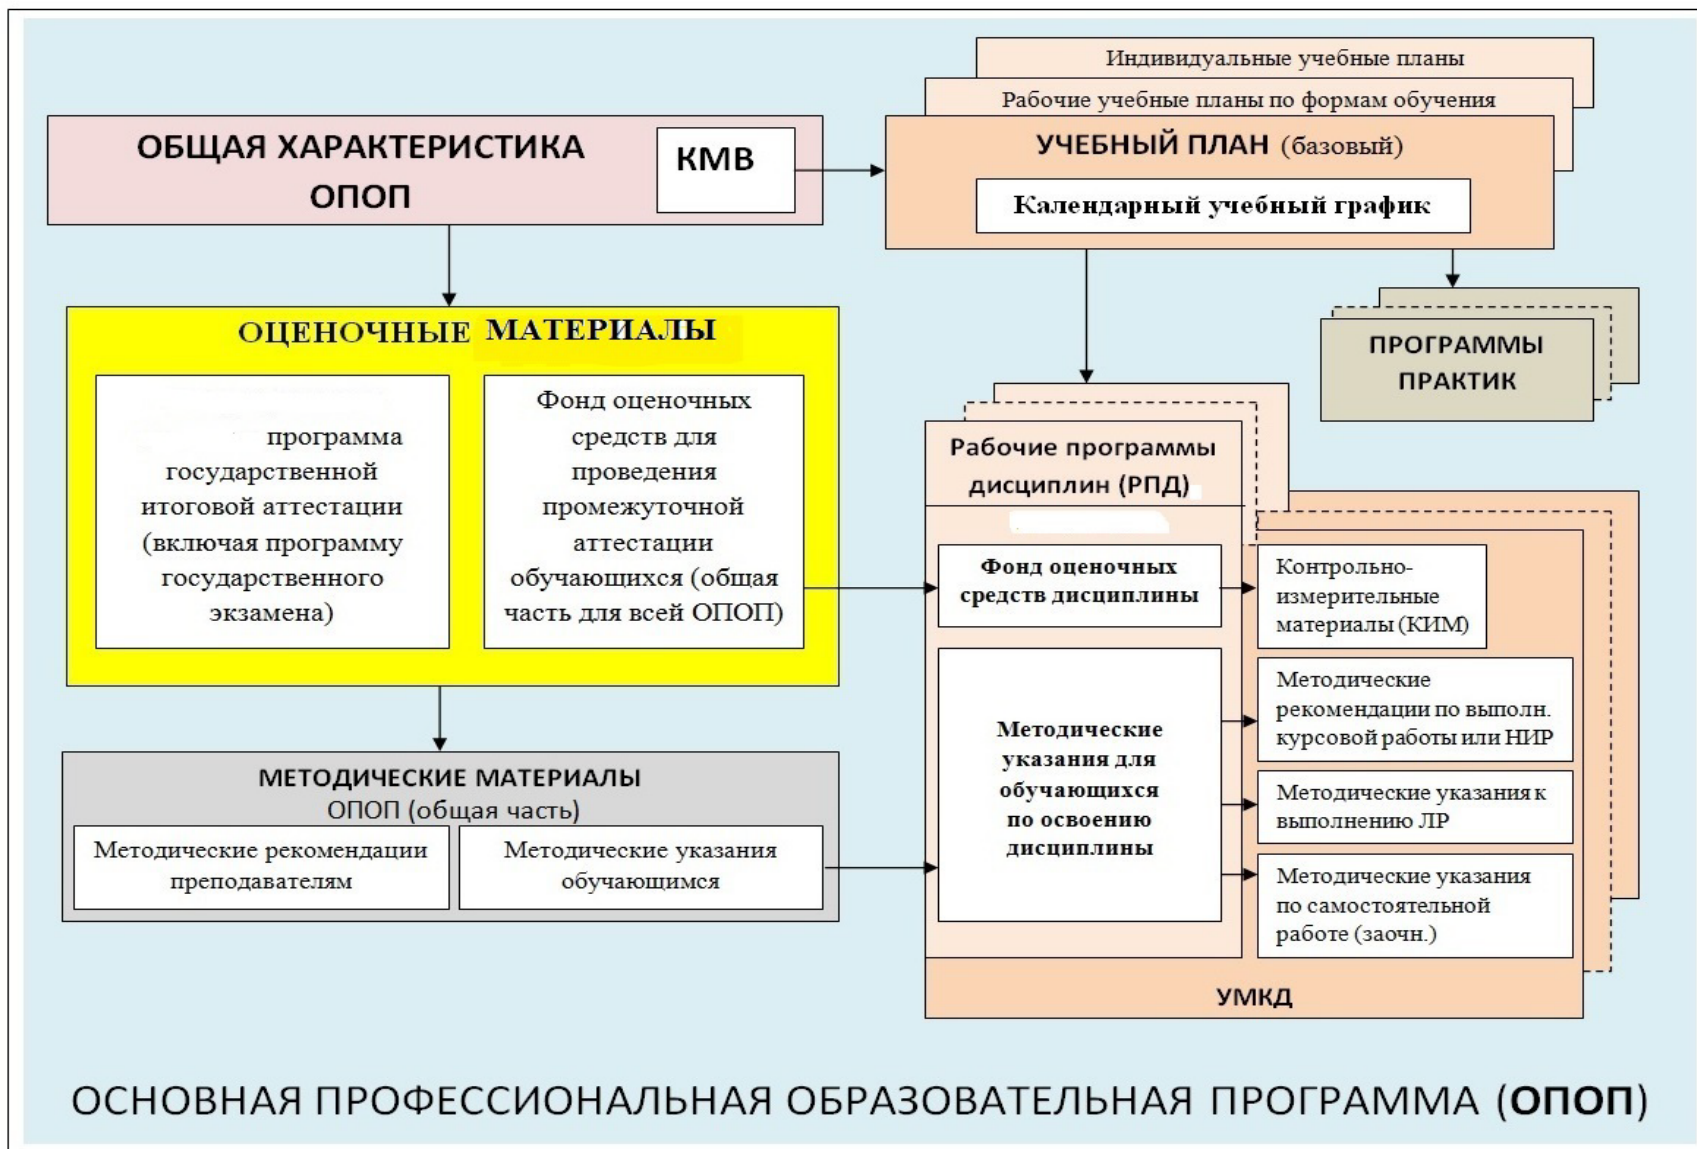 Индивидуальные учебные планы
Рабочие учебные планы по формам обучения
ОБЩАЯ ХАРАКТЕРИСТИКА
ОПОП
КМВ
УЧЕБНЫЙ ПЛАН (базовый)
Календарный учебный график
ОЦЕНОЧНЫЕ МАТЕРИАЛЫ
программа
государственной
итоговой аттестации
(включая программу
государственного
экзамена)
Фонд оценочных
средств для
проведения
промежуточной
аттестации
обучающихся (общая
часть для всей ОПОП)
ПРОГРАММЫ
ПРАКТИК
Рабочие программы
дисциплин (РПД)
Фонд оценочных
средств дисциплины
Контрольно-
измерительные
материалы (КИМ)
Методические
указания для
обучающихся
по освоению
дисциплины
Методические
рекомендации по выполн.
курсовой работы или НИР
Методические указания к
выполнению ЛР
Методические указания
по самостоятельной
работе (заочн.)
УМКД
МЕТОДИЧЕСКИЕ МАТЕРИАЛЫ
ОПОП (общая часть)
Методические рекомендации
преподавателям
Методические указания
обучающимся
ОСНОВНАЯ ПРОФЕССИОНАЛЬНАЯ ОБРАЗОВАТЕЛЬНАЯ ПРОГРАММА (ОПОП)